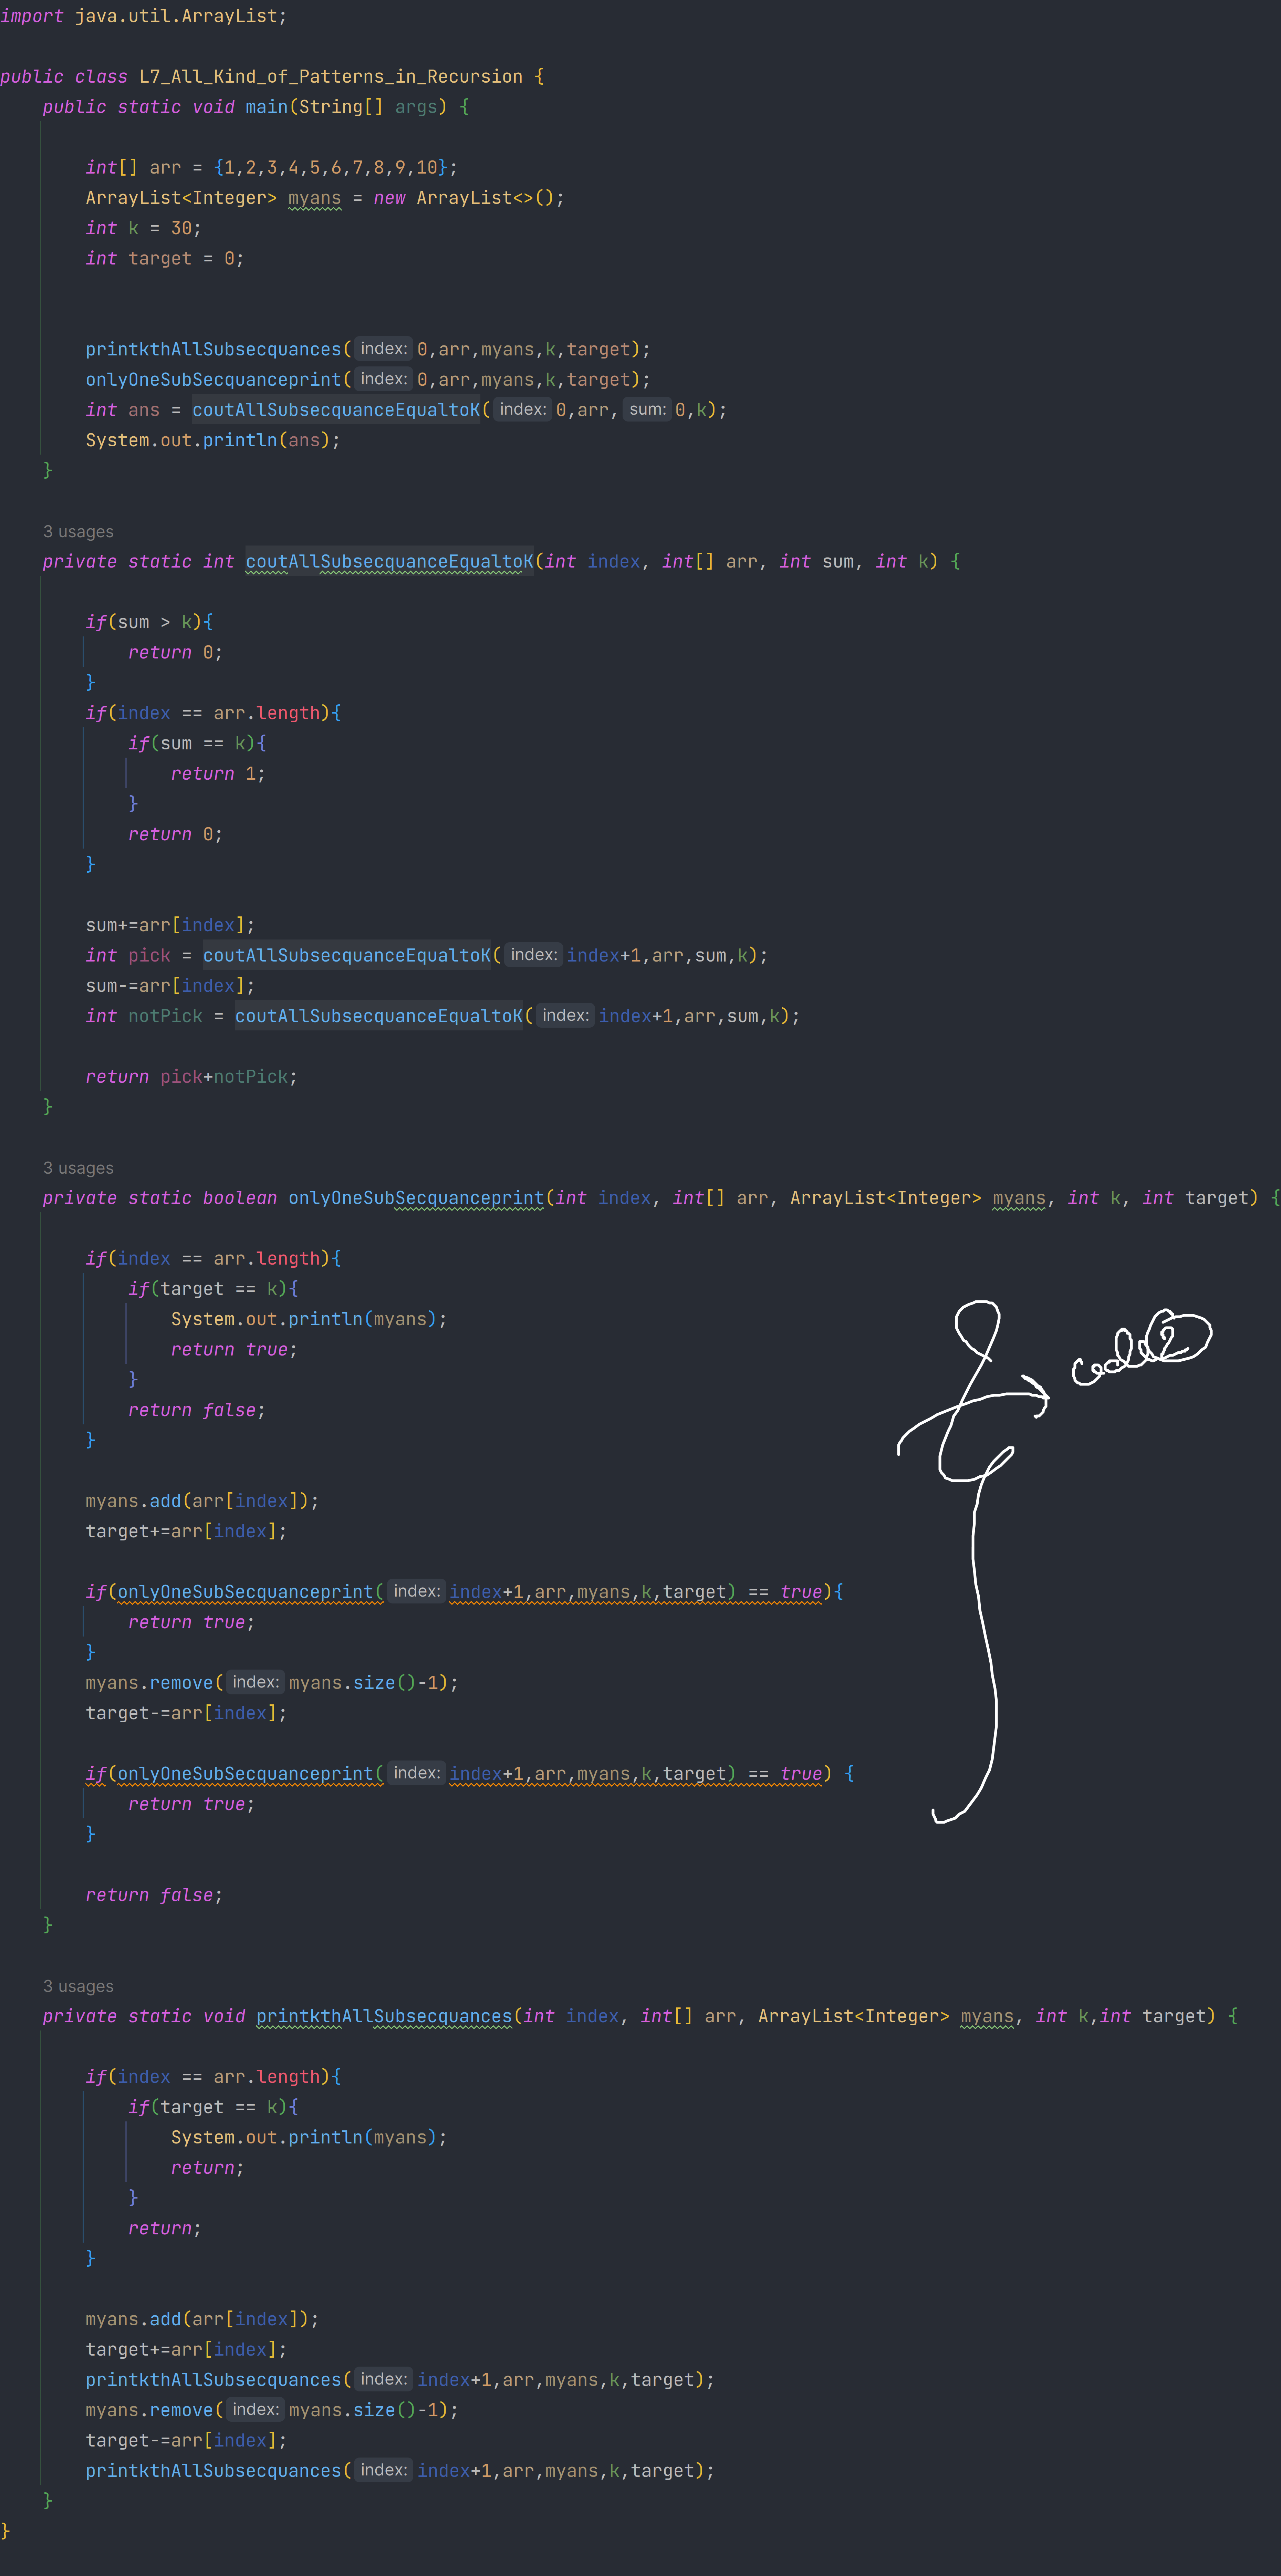 import java.util.ArrayList;
public class L7_All_Kind_of_Patterns_in_Recursion {
public static void main(String[] args) {
int[] arr = {1,2,3,4,5,6,7,8,9,10};
ArrayList<Integer> myans = new ArrayList<>();
int k = 30;
int target = 0;
printkthAllSubsecquances( index: 0,arr,myans,k,target);
onlyOneSubSecquanceprint( index: 0,arr,myans,k,target);
int ans = coutAllSubsecquanceEqualtoK( index: 0,arr, sum: 0,k);
System.out.println(ans);
}
3 usages
private static int coutAllSubsecquanceEqualtoK(int index, int[] arr, int sum, int k) {
if(sum > k){
return 0;
}
if(index == arr.length){
if(sum == k){
return 1;
}
return 0;
}
sum+=arr[index];
int pick = coutAllSubsecquanceEqualtoK( index: index+1,arr,sum,k);
sum-=arr[index];
int notPick = coutAllSubsecquanceEqualtoK( index: index+1,arr,sum,k);
return pick+notPick;
}
3 usages
private static boolean onlyOneSubSecquanceprint(int index, int[] arr, ArrayList<Integer> myans, int k, int target) {
if(index == arr.length){
if(target == k){
System.out.println(myans);
return true;
}
return false;
}
code 2
myans.add(arr[index]);
target+=arr[index];
if(onlyOneSubSecquanceprint( index: index+1,arr,myans,k,target) == true){
return true;
}
myans.remove( index: myans.size()-1);
target-=arr[index];
if(onlyOneSubSecquanceprint( index: index+1,arr,myans,k,target) == true) {
return true;
}
return false;
}
3 usages
private static void printkthAllSubsecquances(int index, int[] arr, ArrayList<Integer> myans, int k,int target) {
if(index == arr.length){
if(target == k){
System.out.println(myans);
return;
}
return;
}
myans.add(arr[index]);
target+=arr[index];
printkthAllSubsecquances( index: index+1,arr,myans,k,target);
myans.remove( index: myans.size()-1);
target-=arr[index];
printkthAllSubsecquances( index: index+1,arr,myans,k,target);
}
}